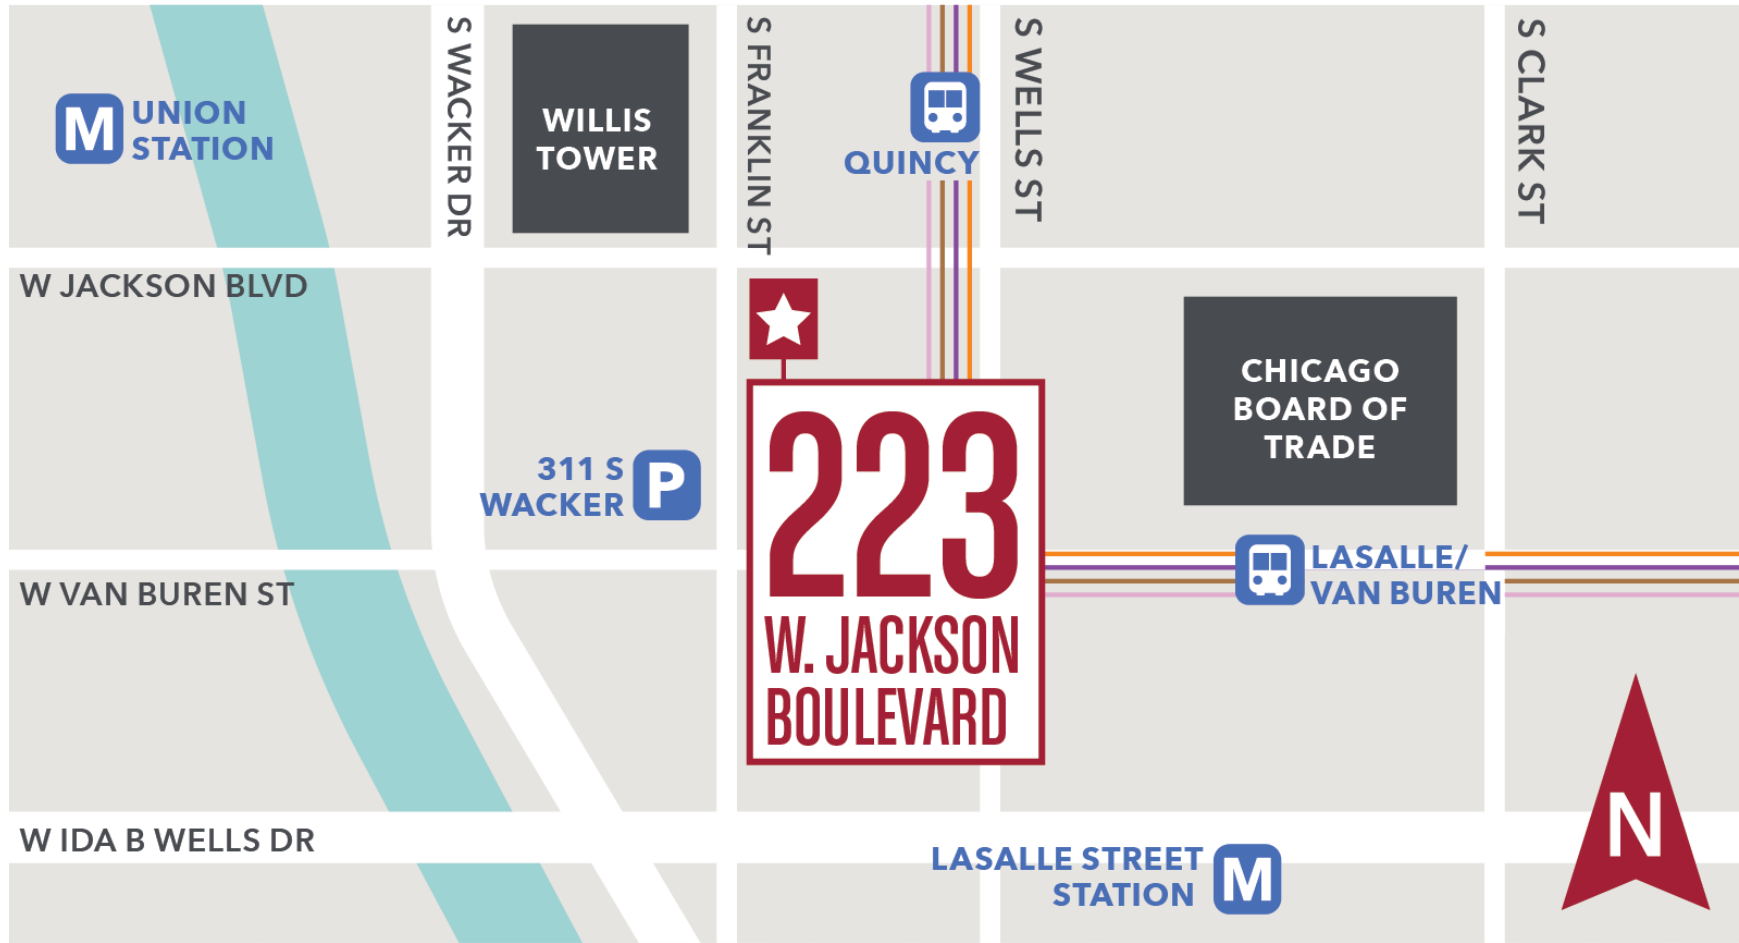 S WACKER DR
S FRANKLIN ST
S WELLS ST
S CLARK ST
M
UNION
STATION
WILLIS
TOWER
QUINCY
W JACKSON BLVD
CHICAGO
BOARD OF
TRADE
311 S
WACKER
P
223
W. JACKSON
BOULEVARD
LASALLE/
VAN BUREN
W VAN BUREN ST
N
W IDA B WELLS DR
LASALLE STREET
STATION
M